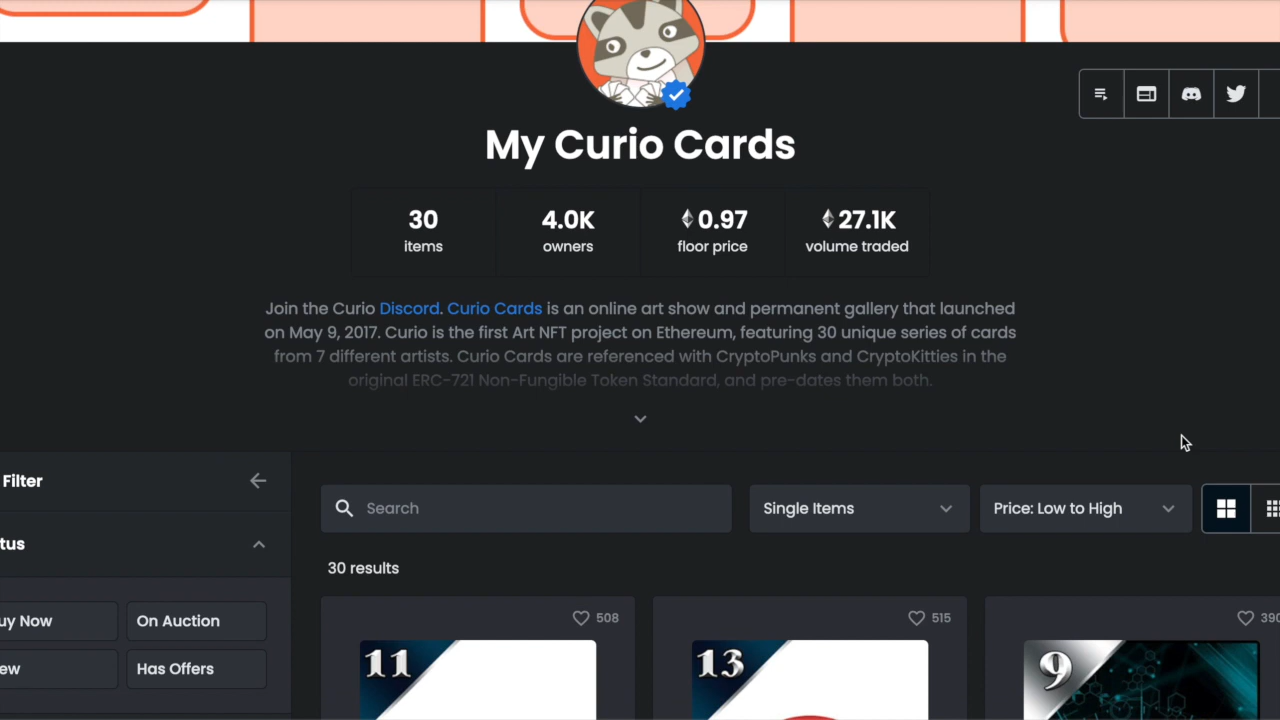 My Curio Cards
30
4.0K
0.97
27.1K
items
owners
floor price
volume traded
Join the Curio Discord. Curio Cards is an online art show and permanent gallery that launched
on May 9, 2017. Curio is the first Art NFT project on Ethereum, featuring 30 unique series of cards
from 7 different artists. Curio Cards are referenced with CryptoPunks and CryptoKitties in the
original ERC-721 Non-Fungible Token Standard, and pre-dates them both.
Filter
tus
uy Now
On Auction
ew
Has Offers
Search
Single Items
Price: Low to High
30 results
508
515
390
11
13
9